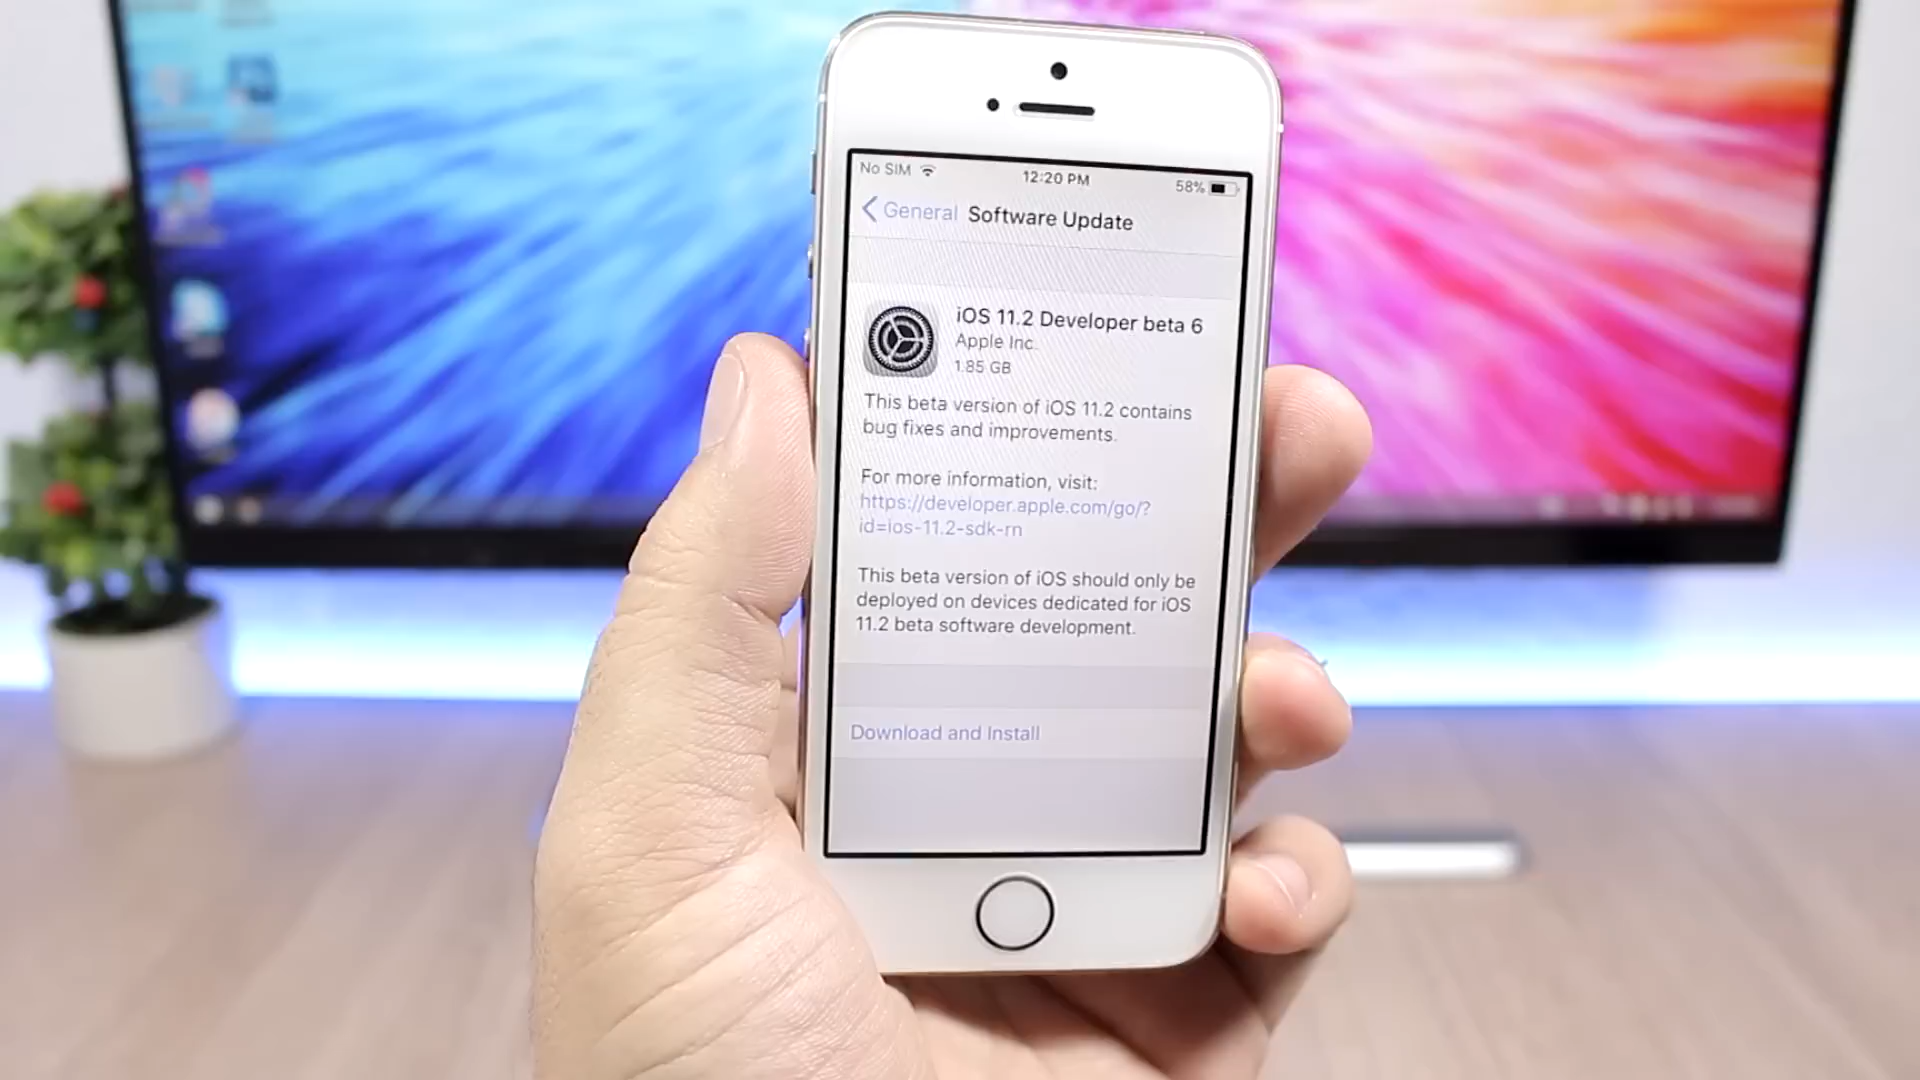 No SIM 12:20 PM 58%
General Software Update
iOS 11.2 Developer beta 6
Apple Inc.
1.85 GB
This beta version of iOS 11.2 contains
bug fixes and improvements.
For more information, visit:
https://developer.apple.com/go/?
id=ios-11.2-sdk-rn
This beta version of iOS should only be
deployed on devices dedicated for iOS
11.2 beta software development.
Download and Install